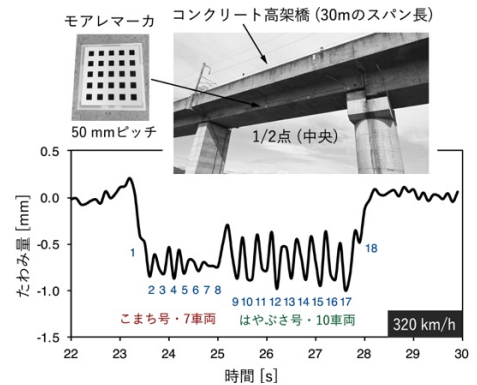 コンクリート高架橋 (30mのスパン長)
モアレマーカ
50 mmピッチ
1/2点 (中央)
たわみ量 [mm]
0.5
0.0
-0.5
-1.0
-1.5
1
2 3 4 5 6 7 8
9 10 11 12 13 14 15 16 17
18
こまち号・7車両
はやぶさ号・10車両
320 km/h
22 23 24 25 26 27 28 29 30
時間 [s]